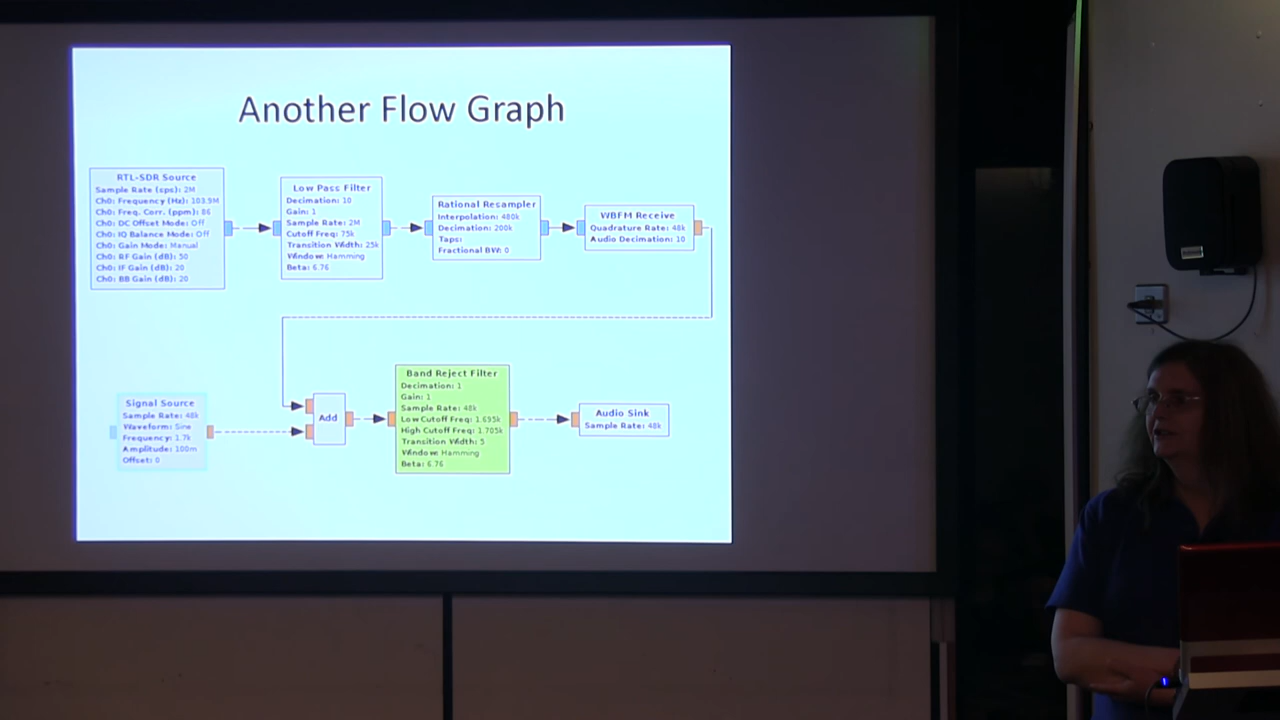 Another Flow Graph
RTL-SDR Source
Sample Rate (sps): 2M
Ch0: Frequency (Hz): 103.5M
Ch0: Freq. Corr. (ppm): 86
Ch0: DC Offset Mode: Off
Ch0: IQ Balance Mode: Off
Ch0: Gain Mode: Manual
Ch0: RF Gain (dB): 50
Ch0: IF Gain (dB): 20
Ch0: BB Gain (dB): 20
Low Pass Filter
Decimation: 10
Gain: 1
Sample Rate: 2M
Cutoff Freq: 75k
Transition Width: 25k
Window: Hamming
Beta: 6.76
Rational Resampler
Interpolation: 480k
Decimation: 200k
Taps:
Fractional BW: 0
WBFM Receive
Quadrature Rate: 48k
Audio Decimation: 10
Signal Source
Sample Rate: 48k
Waveform: Sine
Frequency: 1.7k
Amplitude: 100m
Offset: 0
Add
Band Reject Filter
Decimation: 1
Gain: 1
Sample Rate: 48k
Low Cutoff Freq: 1.695k
High Cutoff Freq: 1.705k
Transition Width: 5
Window: Hamming
Beta: 6.76
Audio Sink
Sample Rate: 48k